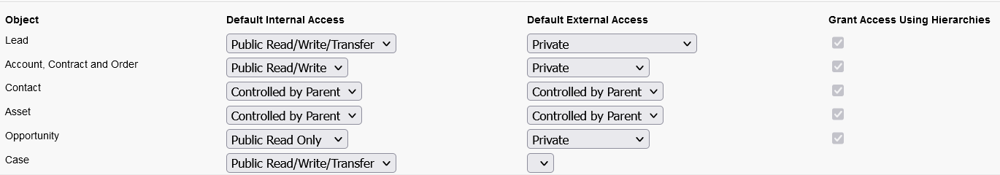 Object Default Internal Access Default External Access Grant Access Using Hierarchies
Lead Public Read/Write/Transfer Private
Account, Contract and Order Public Read/Write Private
Contact Controlled by Parent Controlled by Parent
Asset Controlled by Parent Controlled by Parent
Opportunity Public Read Only Private
Case Public Read/Write/Transfer